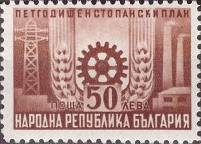 ПЕТГОДИШЕН СТОПАНСКИ ПЛАН
ПОЩА 50 ЛЕВА
НАРОДНА РЕПУБЛИКА БЪЛГАРИЯ